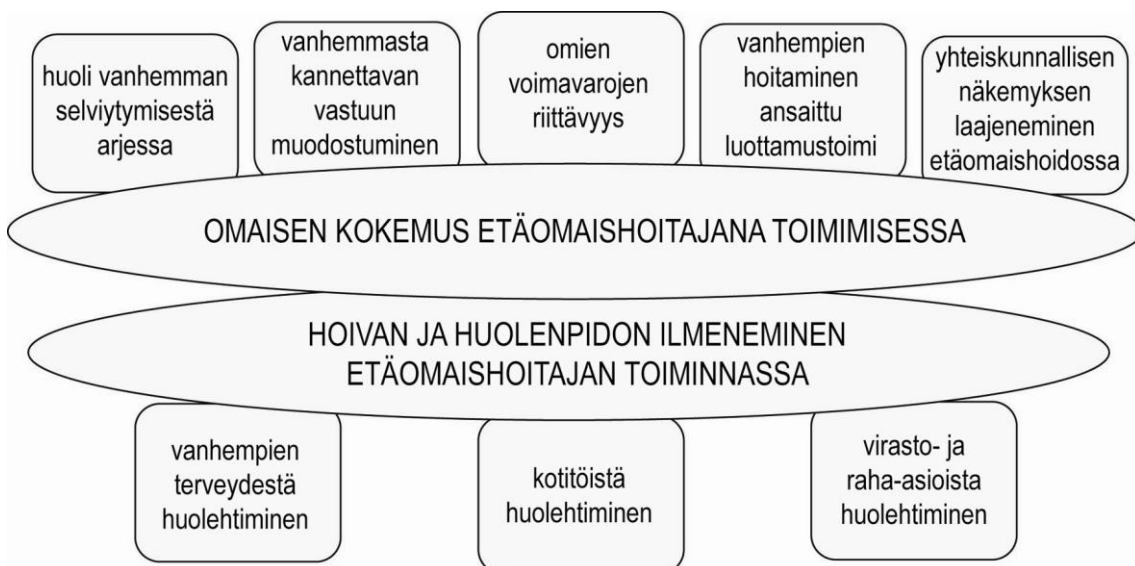 huoli vanhemman
selviytymisestä
arjessa
vanhemmasta
kannettavan
vastuun
muodostuminen
omien
voimavarojen
riittävyys
vanhempien
hoitaminen
ansaittu
luottamustoimi
yhteiskunnallisen
näkemyksen
laajeneminen
etäomaishoidossa
OMAISEN KOKEMUS ETÄOMAISHOITAJANA TOIMIMISESSA
HOIVAN JA HUOLENPIDON ILMENEMINEN
ETÄOMAISHOITAJAN TOIMINNASSA
vanhempien
terveydestä
huolehtiminen
kotitöistä
huolehtiminen
virasto- ja
raha-asioista
huolehtiminen